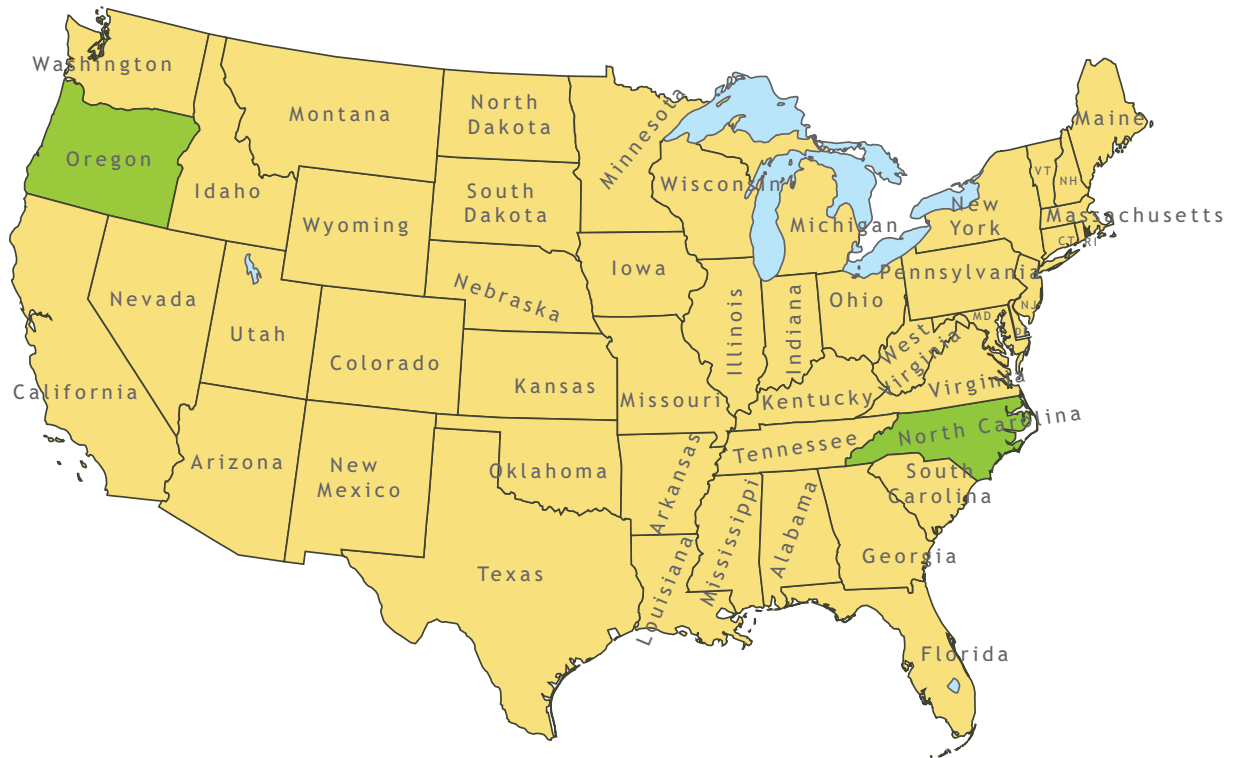 Washington
Montana
North
Dakota
Minnesota
Maine
Oregon
Idaho
Wyoming
South
Dakota
Wisconsin
Michigan
VT
NH
New
York
Massachusetts
CT
RI
Nevada
Utah
Nebraska
Iowa
Illinois
Indiana
Ohio
Pennsylvania
NJ
MD
DE
California
Colorado
Kansas
Missouri
Kentucky
West
Virginia
Virginia
Arizona
New
Mexico
Oklahoma
Arkansas
Tennessee
North Carolina
South
Carolina
Texas
Louisiana
Mississippi
Alabama
Georgia
Florida